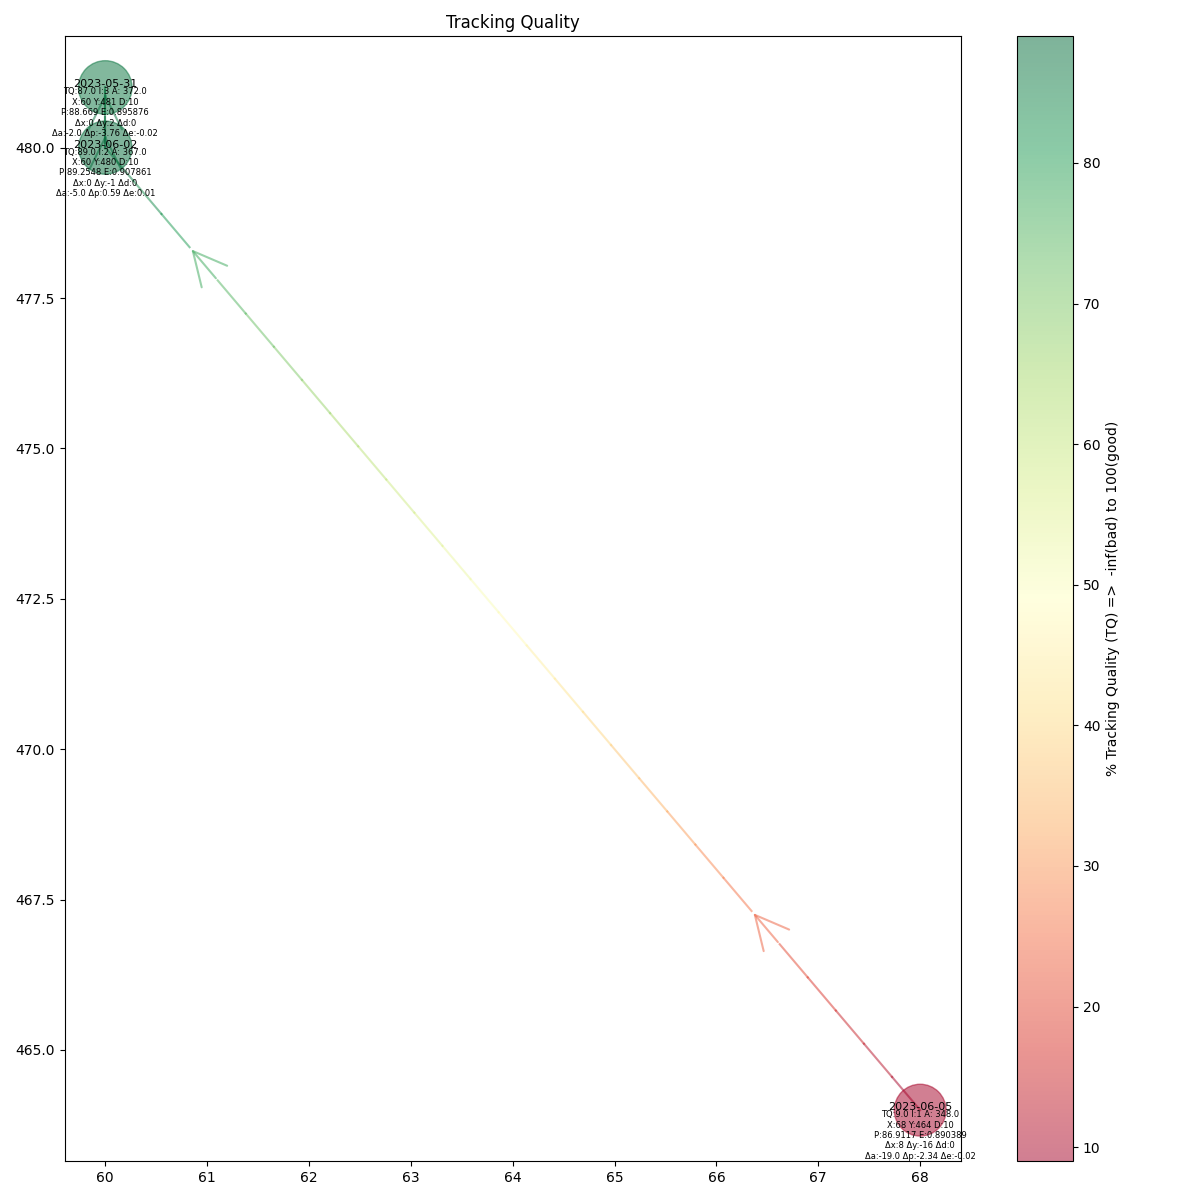 Tracking Quality
2023-05-31
TQ:87.0 I:3 A: 372.0
X:60 Y:481 D:10
P:88.669 E:0.895876
Δx:0 Δy:2 Δd:0
Δa:-2.0 Δp:-3.76 Δe:-0.02
2023-06-02
TQ:89.0 I:2 A: 367.0
X:60 Y:480 D:10
P:89.2548 E:0.907861
Δx:0 Δy:-1 Δd:0
Δa:-5.0 Δp:0.59 Δe:0.01
2023-06-05
TQ:9.0 I:1 A: 348.0
X:68 Y:464 D:10
P:86.9117 E:0.890389
Δx:8 Δy:-16 Δd:0
Δa:-19.0 Δp:-2.34 Δe:-0.02
480.0
477.5
475.0
472.5
470.0
467.5
465.0
60 61 62 63 64 65 66 67 68
80
70
60
50
40
30
20
10
% Tracking Quality (TQ) => -inf(bad) to 100(good)